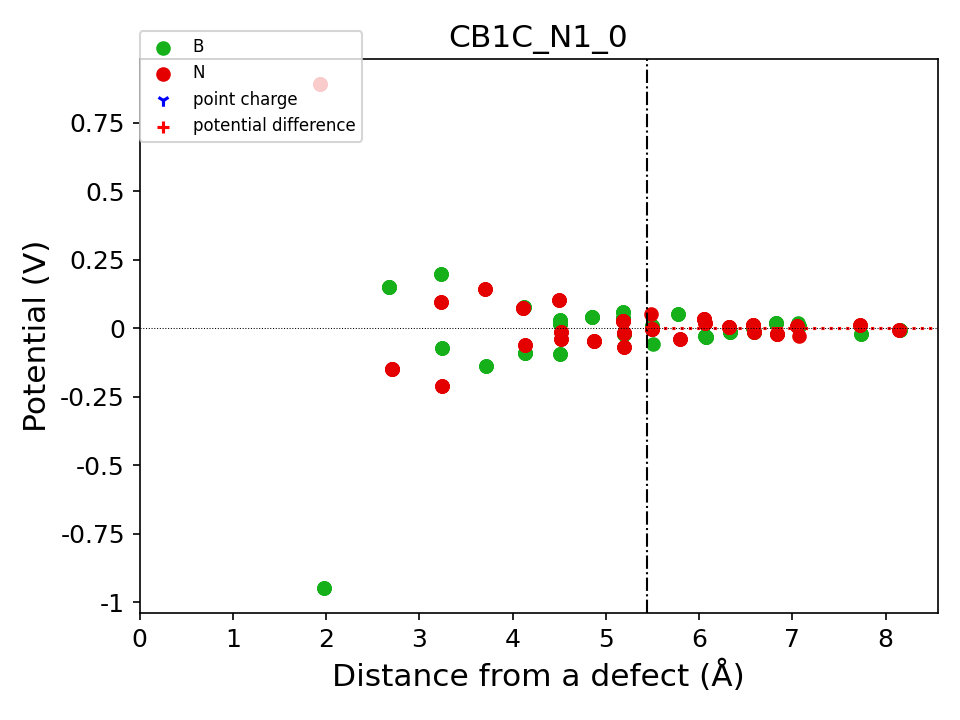 CB1C_N1_0
B
N
point charge
potential difference
0.75
0.5
0.25
0
-0.25
-0.5
-0.75
-1
Potential (V)
0 1 2 3 4 5 6 7 8
Distance from a defect (Å)